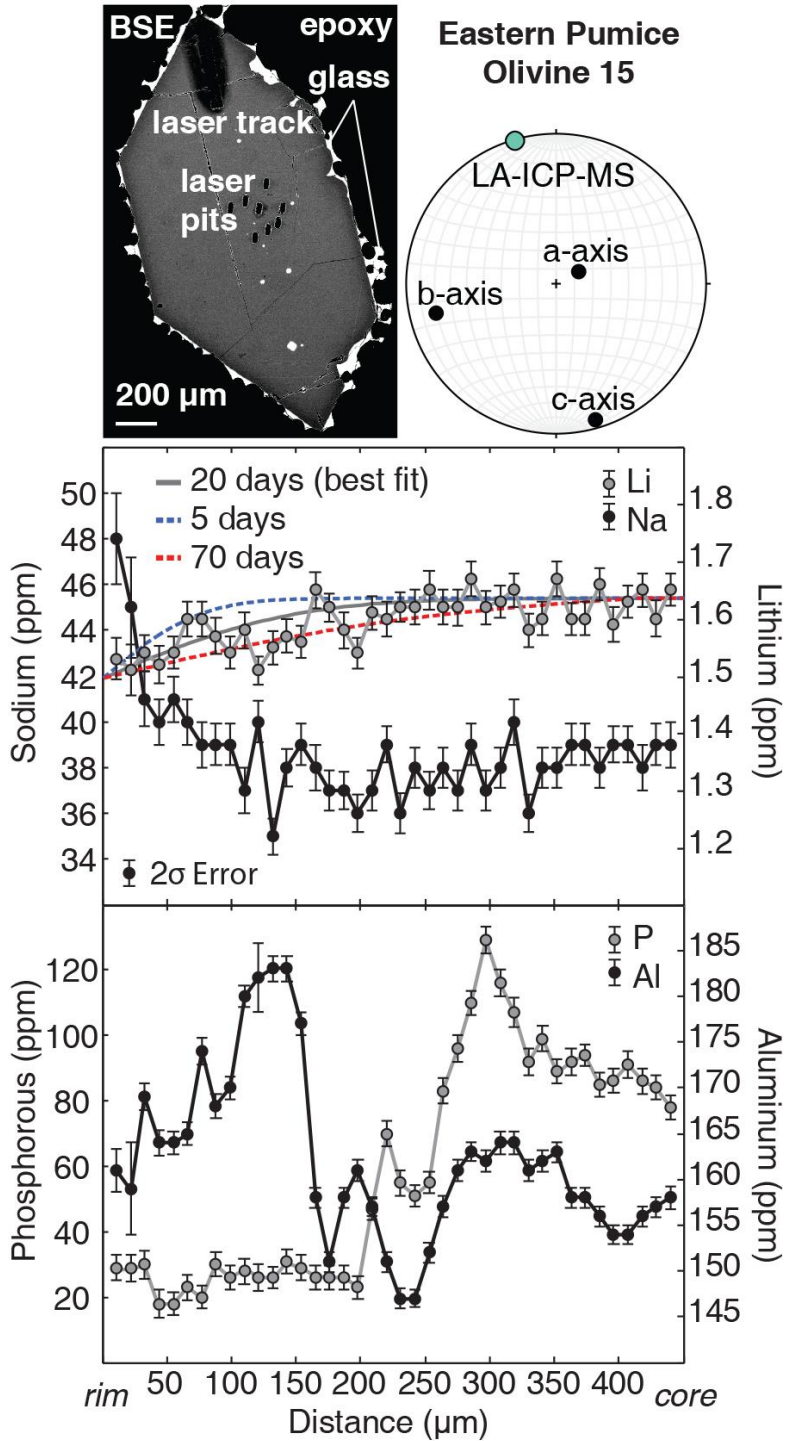 BSE
epoxy
glass
laser track
laser
pits
200 µm
Eastern Pumice
Olivine 15
LA-ICP-MS
a-axis
b-axis
c-axis
20 days (best fit)
5 days
70 days
Li
Na
50
48
46
44
42
40
38
36
34
Sodium (ppm)
1.8
1.7
1.6
1.5
1.4
1.3
1.2
Lithium (ppm)
2σ Error
P
Al
120
100
80
60
40
20
Phosphorous (ppm)
185
180
175
170
165
160
155
150
145
Aluminum (ppm)
rim 50 100 150 200 250 300 350 400 core
Distance (µm)